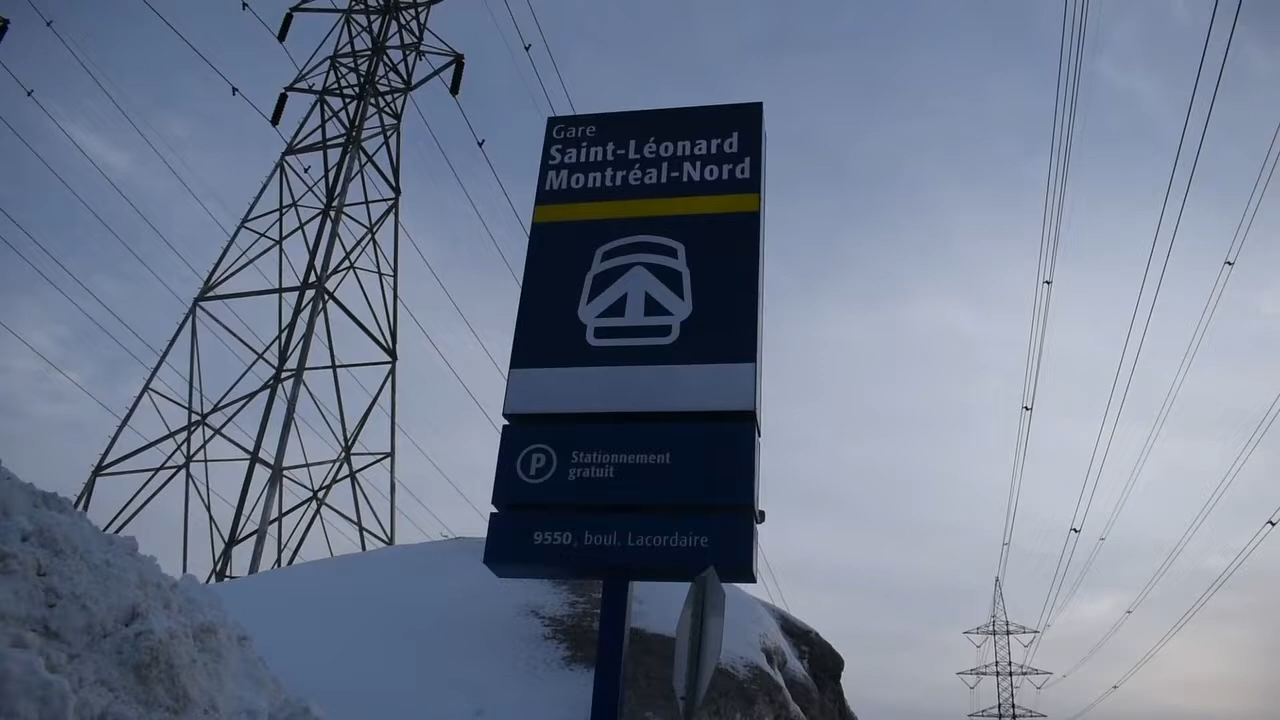 Gare
Saint-Léonard
Montréal-Nord
P Stationnement
gratuit
9550, boul. Lacordaire